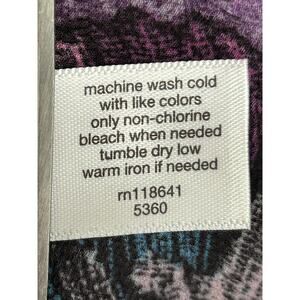 machine wash cold
with like colors
only non-chlorine
bleach when needed
tumble dry low
warm iron if needed
rn118641
5360